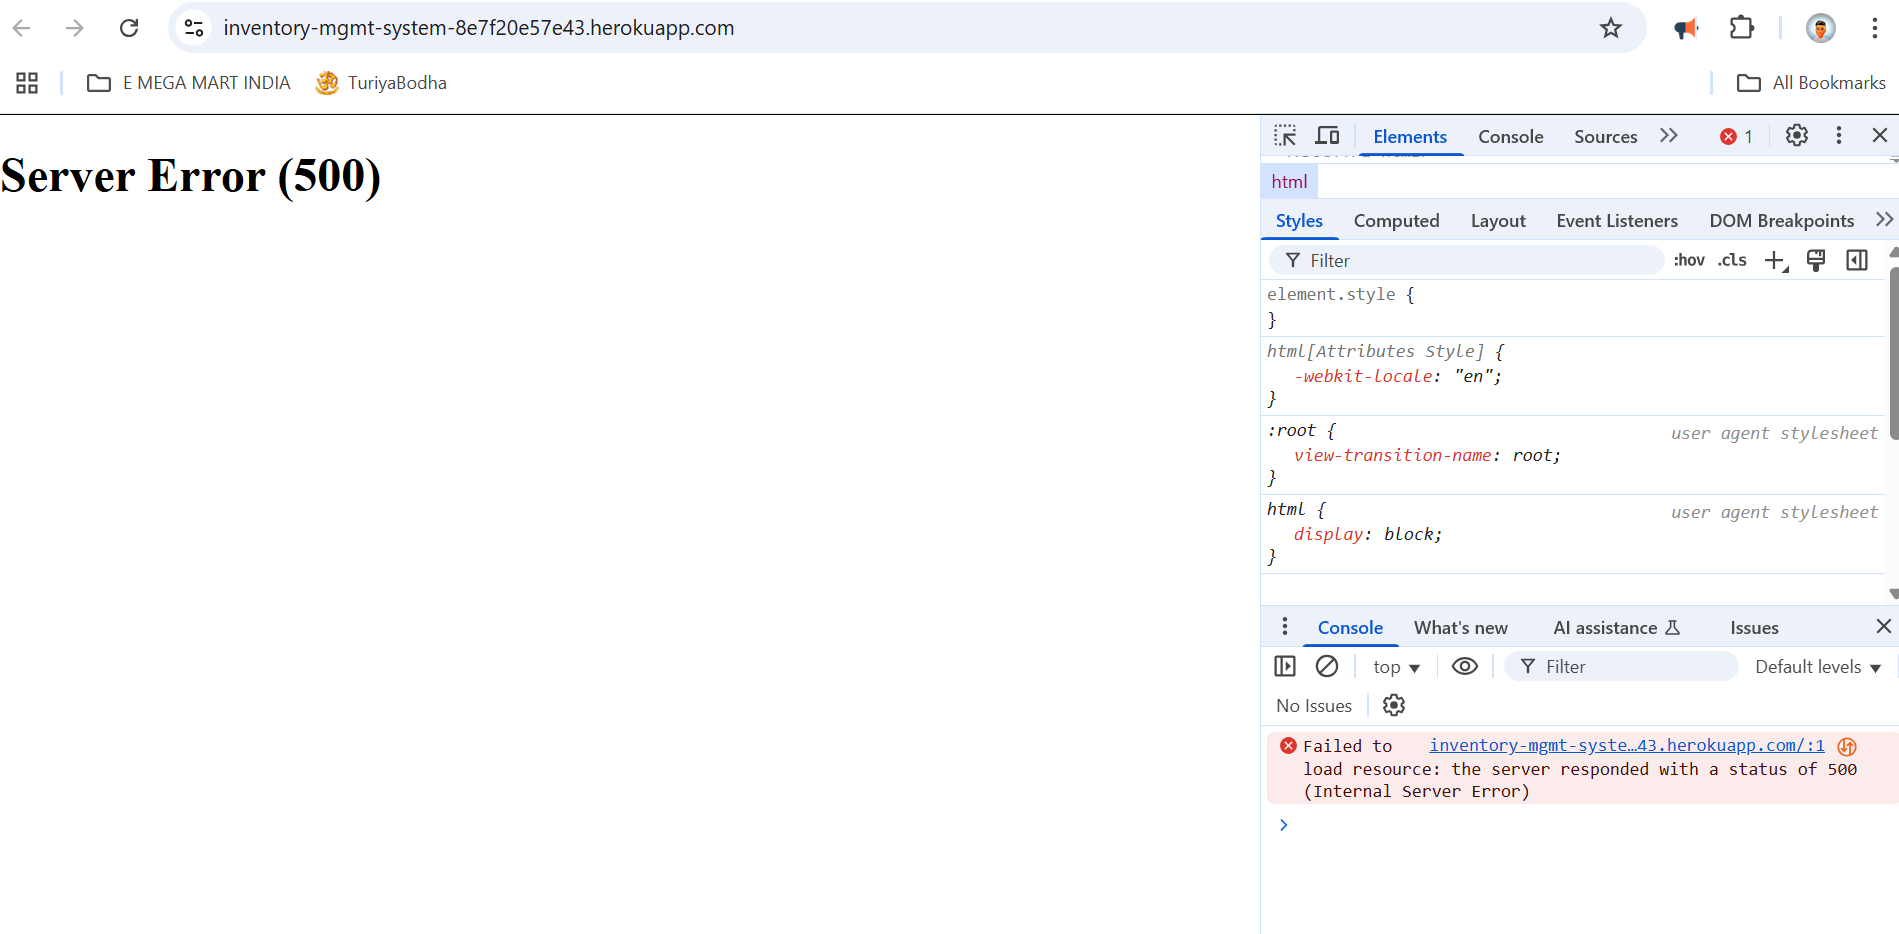 inventory-mgmt-system-8e7f20e57e43.herokuapp.com
E MEGA MART INDIA TuriyaBodha All Bookmarks
Server Error (500)
Elements Console Sources 1
html
Styles Computed Layout Event Listeners DOM Breakpoints
Filter :hov .cls
element.style {
}
html[Attributes Style] {
-webkit-locale: "en";
}
:root { user agent stylesheet
view-transition-name: root;
}
html { user agent stylesheet
display: block;
}
Console What's new AI assistance Issues
top Filter Default levels
No Issues
Failed to inventory-mgmt-syste…43.herokuapp.com/:1
load resource: the server responded with a status of 500
(Internal Server Error)